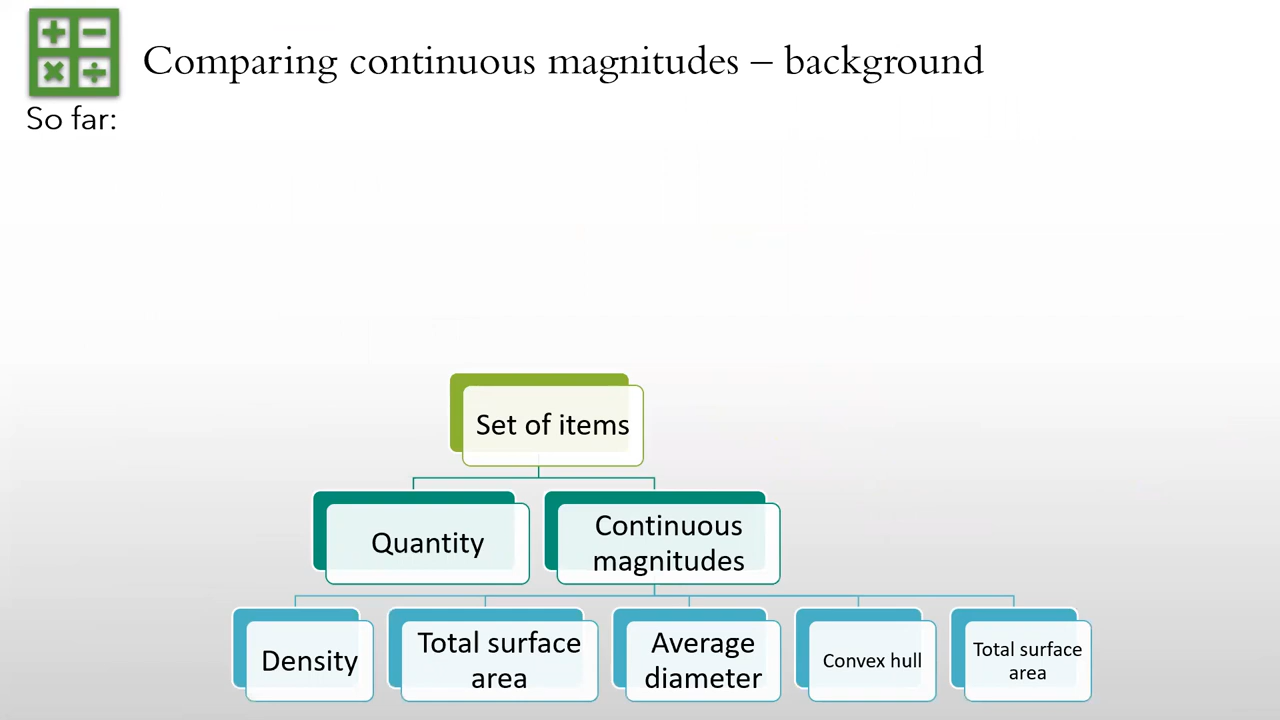 Comparing continuous magnitudes – background
So far:
Set of items
Quantity
Continuous
magnitudes
Density
Total surface
area
Average
diameter
Convex hull
Total surface
area